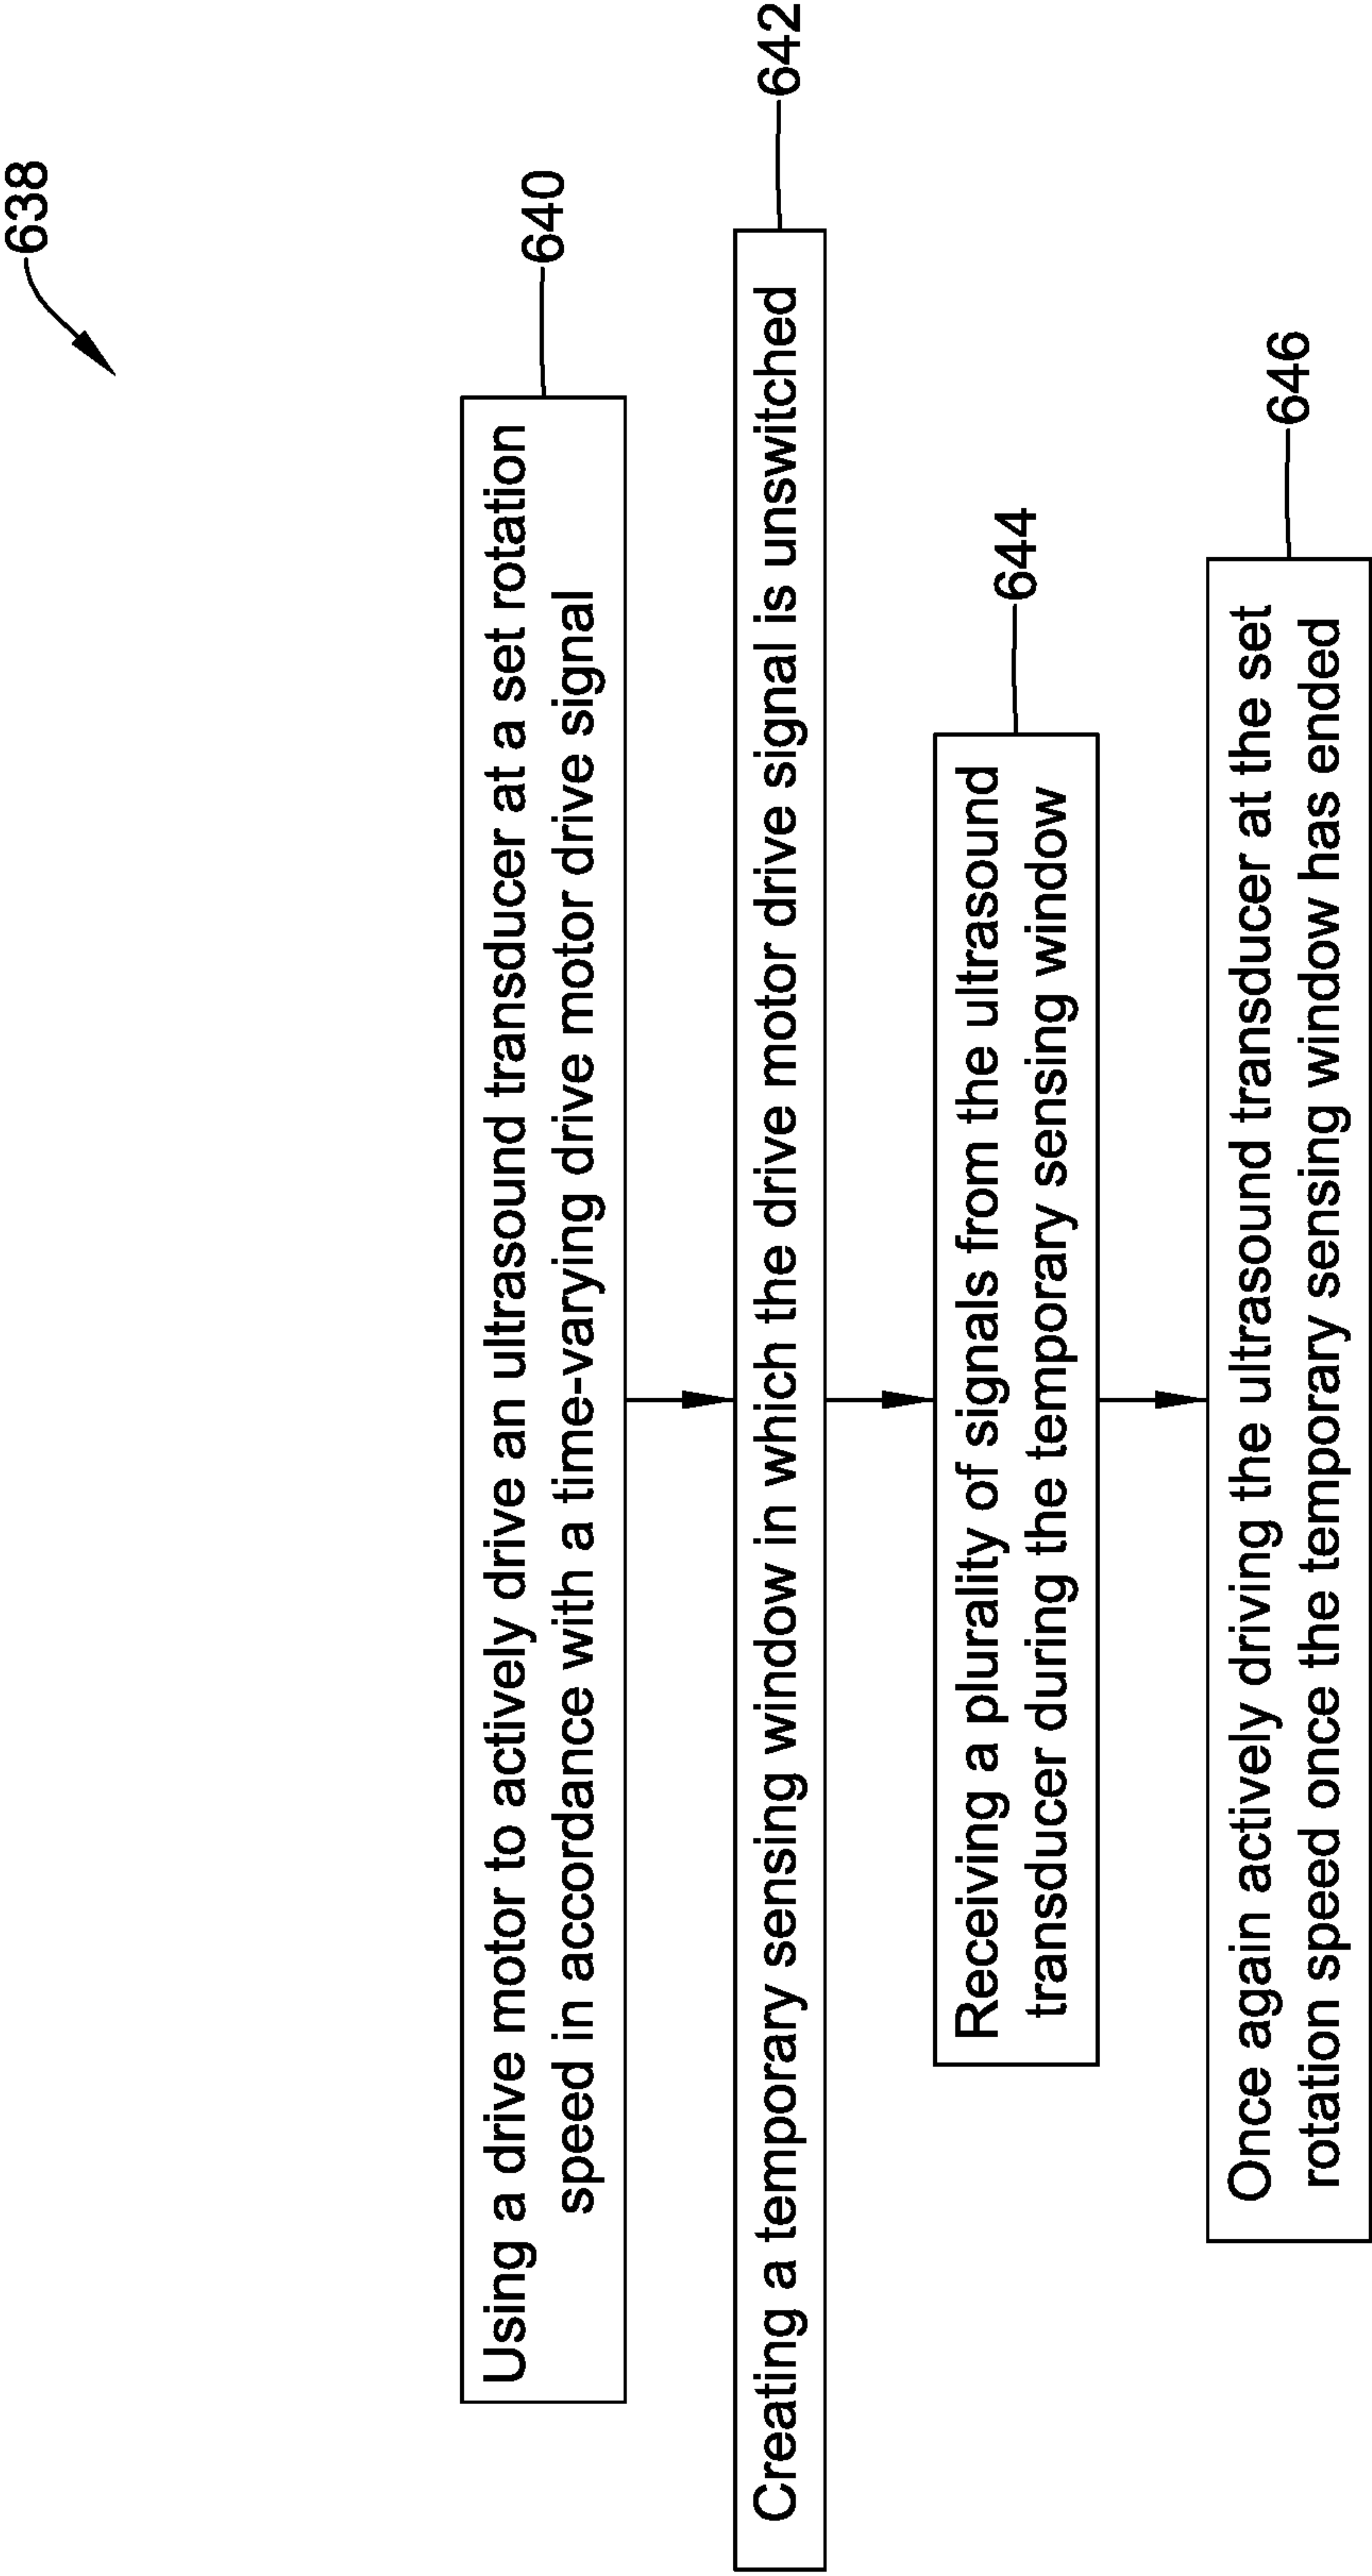 638
Using a drive motor to actively drive an ultrasound transducer at a set rotation
speed in accordance with a time-varying drive motor drive signal
640
Creating a temporary sensing window in which the drive motor drive signal is unswitched
642
Receiving a plurality of signals from the ultrasound
transducer during the temporary sensing window
644
Once again actively driving the ultrasound transducer at the set
rotation speed once the temporary sensing window has ended
646